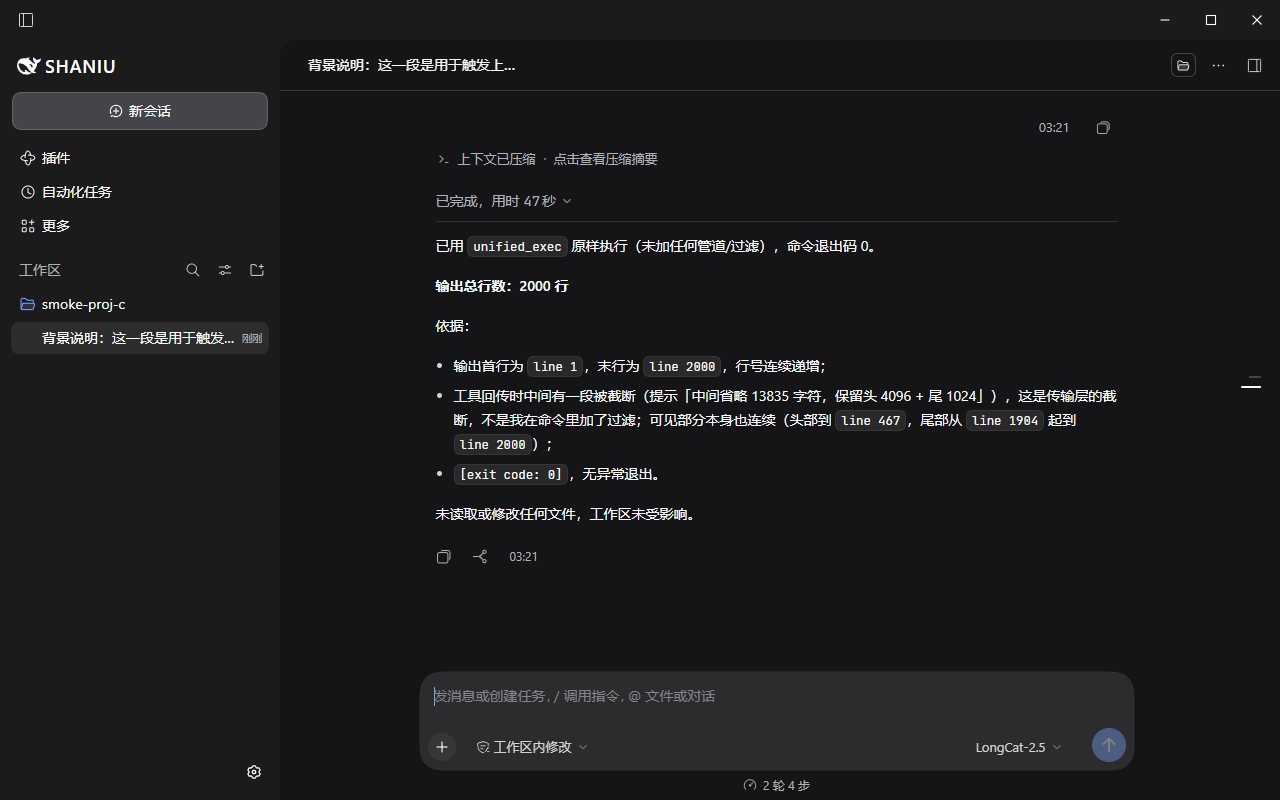 SHANIU
新会话
插件
自动化任务
更多
工作区
smoke-proj-c
背景说明：这一段是用于触发... 刚刚
背景说明：这一段是用于触发上...
03:21
上下文已压缩 · 点击查看压缩摘要
已完成，用时 47秒
已用 unified_exec 原样执行（未加任何管道/过滤），命令退出码 0。
输出总行数：2000 行
依据：
输出首行为 line 1，末行为 line 2000，行号连续递增；
工具回传时中间有一段被截断（提示「中间省略 13835 字符，保留头 4096 + 尾 1024」），这是传输层的截
断，不是我在命令里加了过滤；可见部分本身也连续（头部到 line 467，尾部从 line 1904 起到
line 2000）；
[exit code: 0]，无异常退出。
未读取或修改任何文件，工作区未受影响。
03:21
发消息或创建任务, / 调用指令, @ 文件或对话
工作区内修改
LongCat-2.5
2 轮 4 步